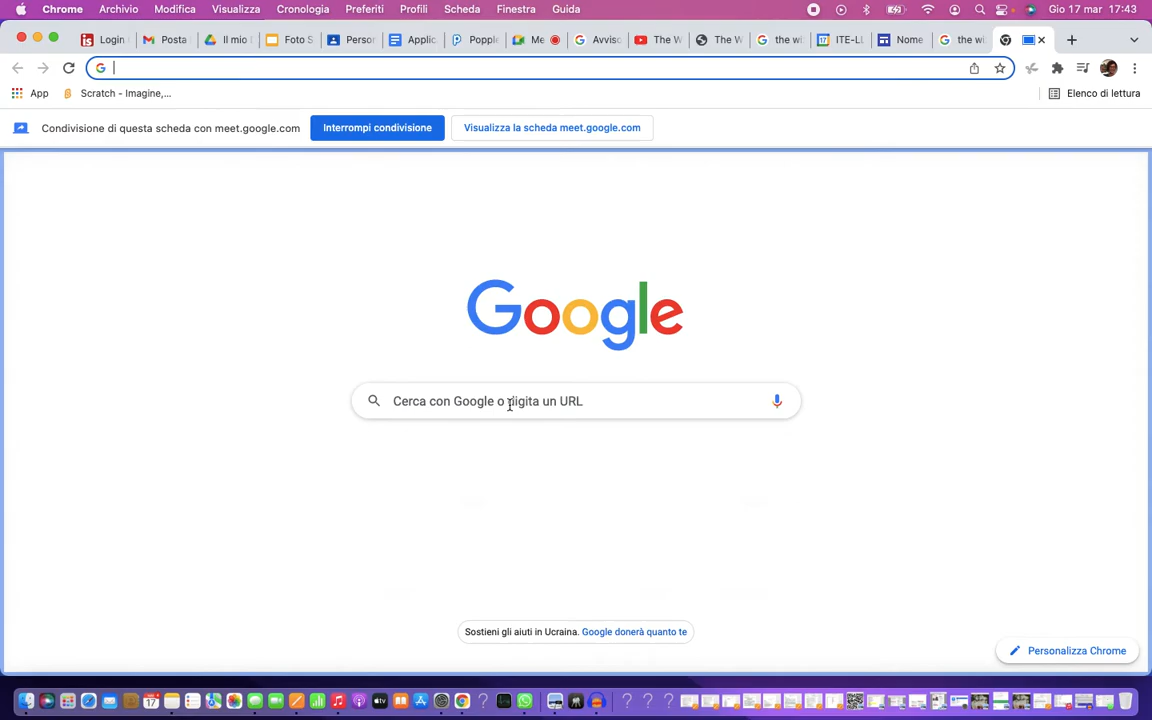 Chrome Archivio Modifica Visualizza Cronologia Preferiti Profili Scheda Finestra Guida Gio 17 mar 17:43
Login Posta Il mio Foto S Person Applic Popple Me Avviso The W The W the wi ITE-LU Nome the wi
App Scratch - Imagine,... Elenco di lettura
Condivisione di questa scheda con meet.google.com Interrompi condivisione Visualizza la scheda meet.google.com
Google
Cerca con Google o digita un URL
Sostieni gli aiuti in Ucraina. Google donerà quanto te
Personalizza Chrome